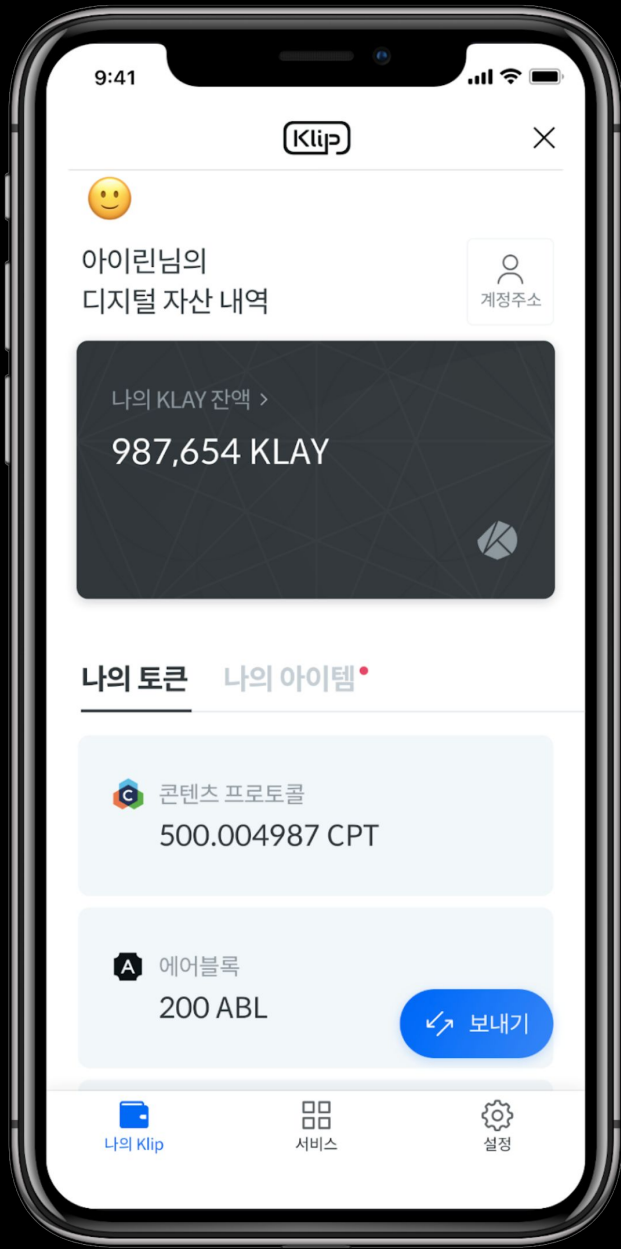 9:41
Klip
아이린님의
디지털 자산 내역
계정주소
나의 KLAY 잔액 >
987,654 KLAY
나의 토큰 나의 아이템
콘텐츠 프로토콜
500.004987 CPT
에어블록
200 ABL
보내기
나의 Klip 서비스 설정